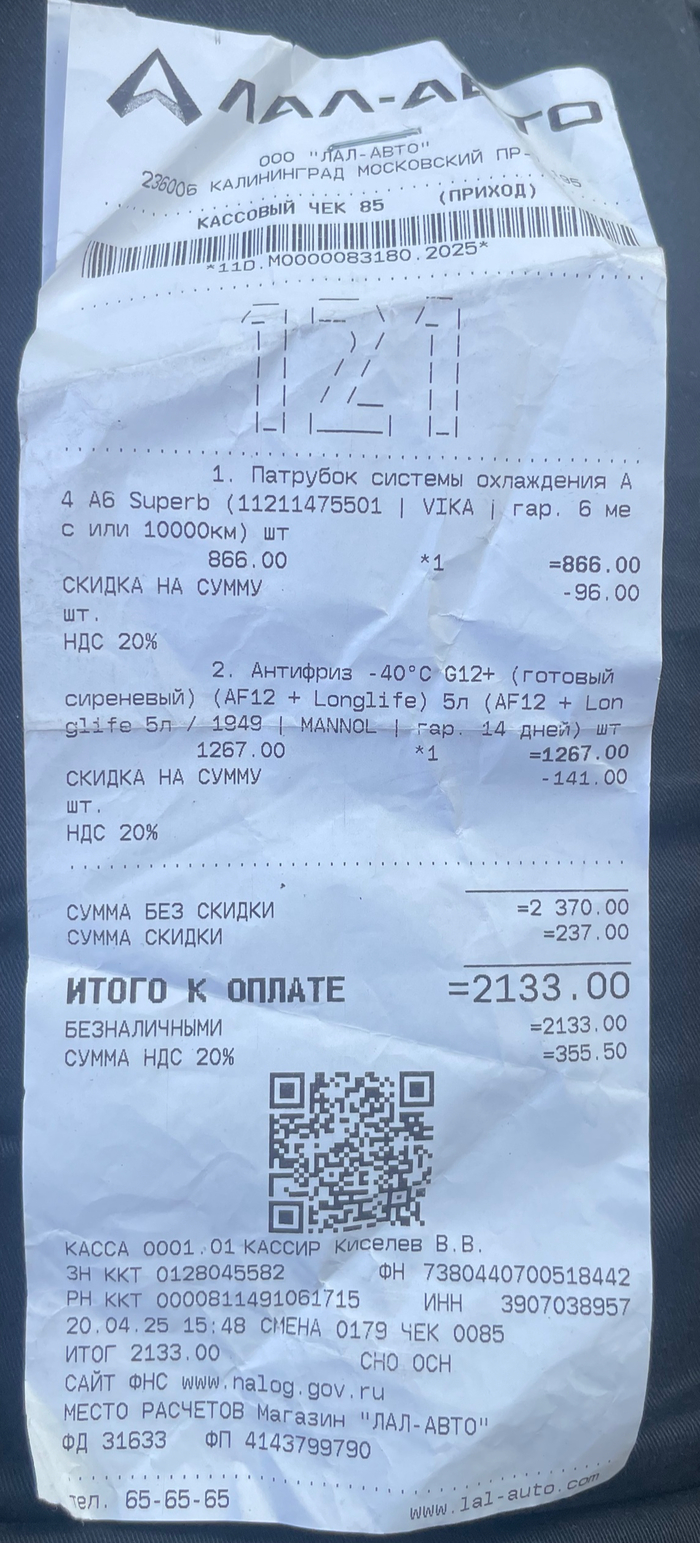 ЛАЛ-АВТО
ООО "ЛАЛ-АВТО"
236006 КАЛИНИНГРАД МОСКОВСКИЙ ПР-
КАССОВЫЙ ЧЕК 85 (ПРИХОД)
*11D.M0000083180.2025*
121
1. Патрубок системы охлаждения A
4 A6 Superb (11211475501 | VIKA | гар. 6 ме
с или 10000км) шт
866.00 *1 =866.00
СКИДКА НА СУММУ -96.00
шт.
НДС 20%
2. Антифриз -40°C G12+ (готовый
сиреневый) (AF12 + Longlife) 5л (AF12 + Lon
glife 5л / 1949 | MANNOL | гар. 14 дней) шт
1267.00 *1 =1267.00
СКИДКА НА СУММУ -141.00
шт.
НДС 20%
СУММА БЕЗ СКИДКИ =2 370.00
СУММА СКИДКИ =237.00
ИТОГО К ОПЛАТЕ =2133.00
БЕЗНАЛИЧНЫМИ =2133.00
СУММА НДС 20% =355.50
КАССА 0001.01 КАССИР Киселев В.В.
ЗН ККТ 0128045582 ФН 7380440700518442
РН ККТ 0000811491061715 ИНН 3907038957
20.04.25 15:48 СМЕНА 0179 ЧЕК 0085
ИТОГ 2133.00 СНО ОСН
САЙТ ФНС www.nalog.gov.ru
МЕСТО РАСЧЕТОВ Магазин "ЛАЛ-АВТО"
ФД 31633 ФП 4143799790
тел. 65-65-65 www.lal-auto.com